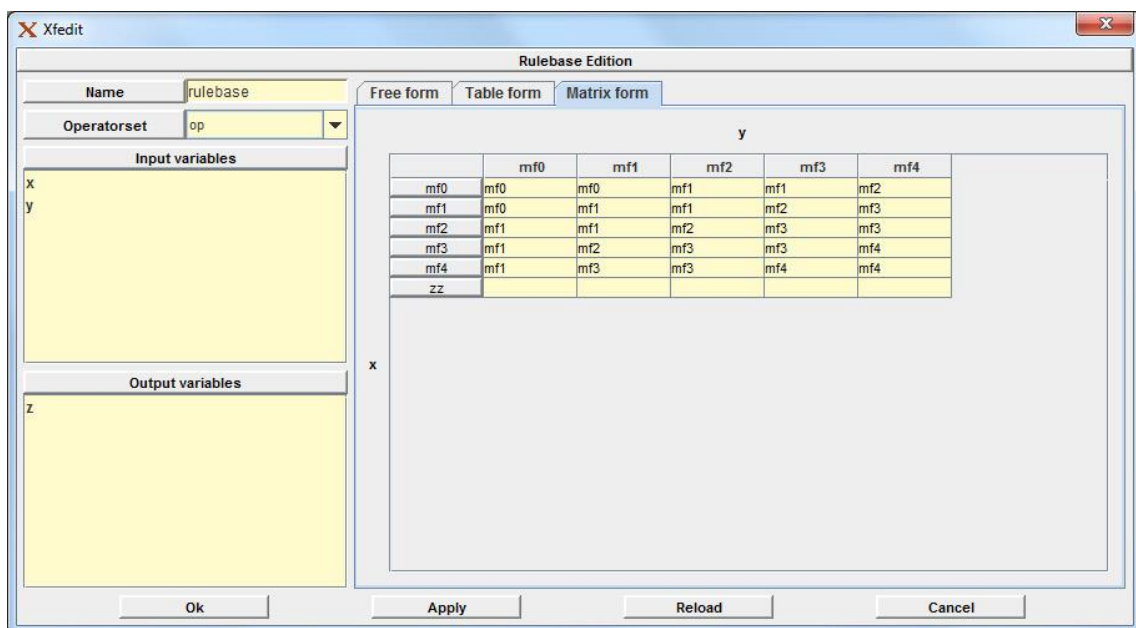 Xfedit
Rulebase Edition
Name rulebase
Operatorset op
Input variables
x
y
Output variables
z
Free form Table form Matrix form
y
mf0 mf1 mf2 mf3 mf4
mf0 mf0 mf0 mf1 mf1 mf2
mf1 mf0 mf1 mf1 mf2 mf3
mf2 mf1 mf1 mf2 mf3 mf3
mf3 mf1 mf2 mf3 mf3 mf4
mf4 mf1 mf3 mf3 mf4 mf4
zz
x
Ok Apply Reload Cancel